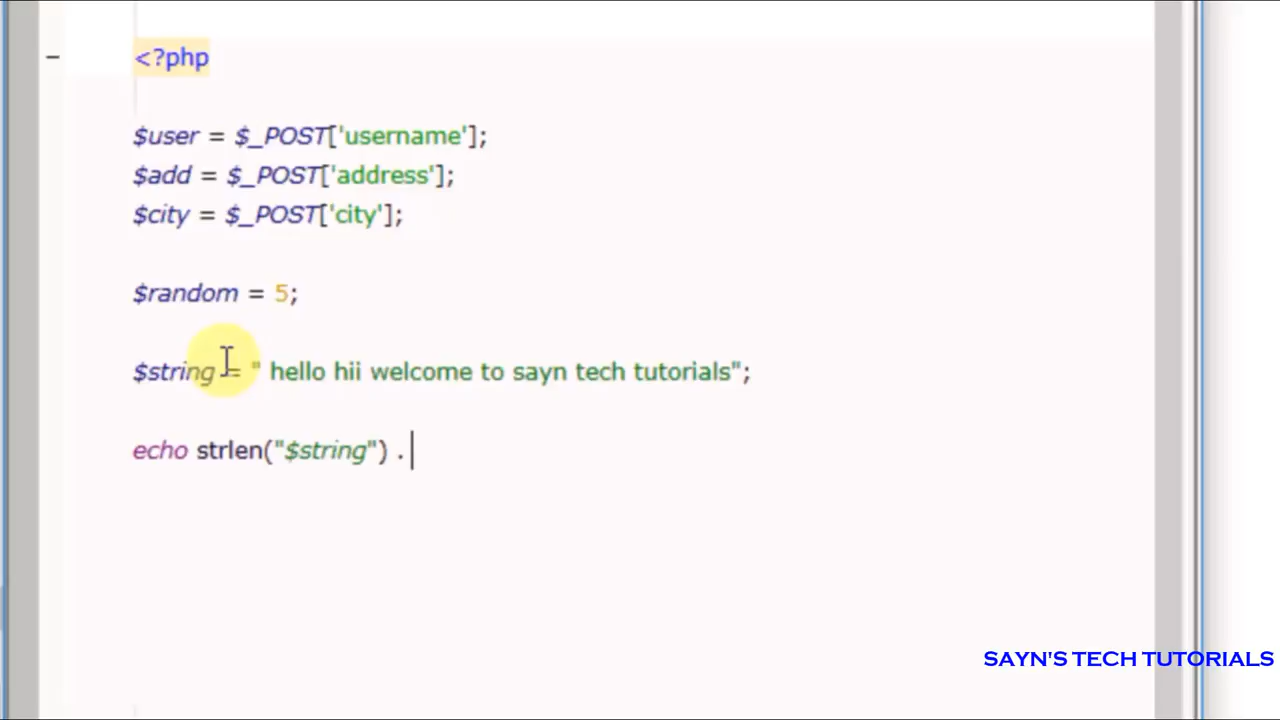 <?php
$user = $_POST['username'];
$add = $_POST['address'];
$city = $_POST['city'];
$random = 5;
$string = " hello hii welcome to sayn tech tutorials";
echo strlen("$string") .
SAYN'S TECH TUTORIALS